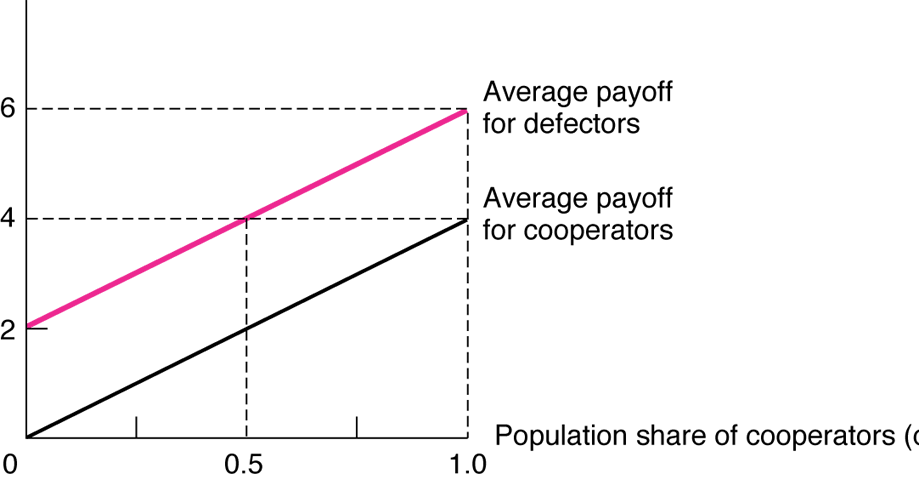 6
Average payoff
for defectors
4
Average payoff
for cooperators
2
Population share of cooperators (
0
0.5
1.0